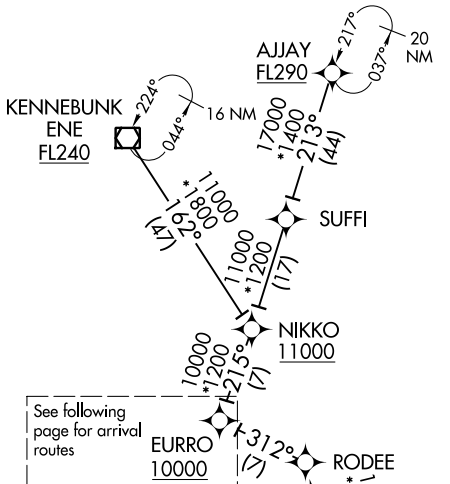 AJJAY
FL290
217°
037°
20
NM
KENNEBUNK
ENE
FL240
224°
044°
16 NM
17000
*1400
213°
(44)
11000
*1800
162°
(47)
SUFFI
11000
*1200
(17)
NIKKO
11000
10000
*1200
215°
(7)
See following
page for arrival
routes
EURRO
10000
312°
(7)
RODEE
*1